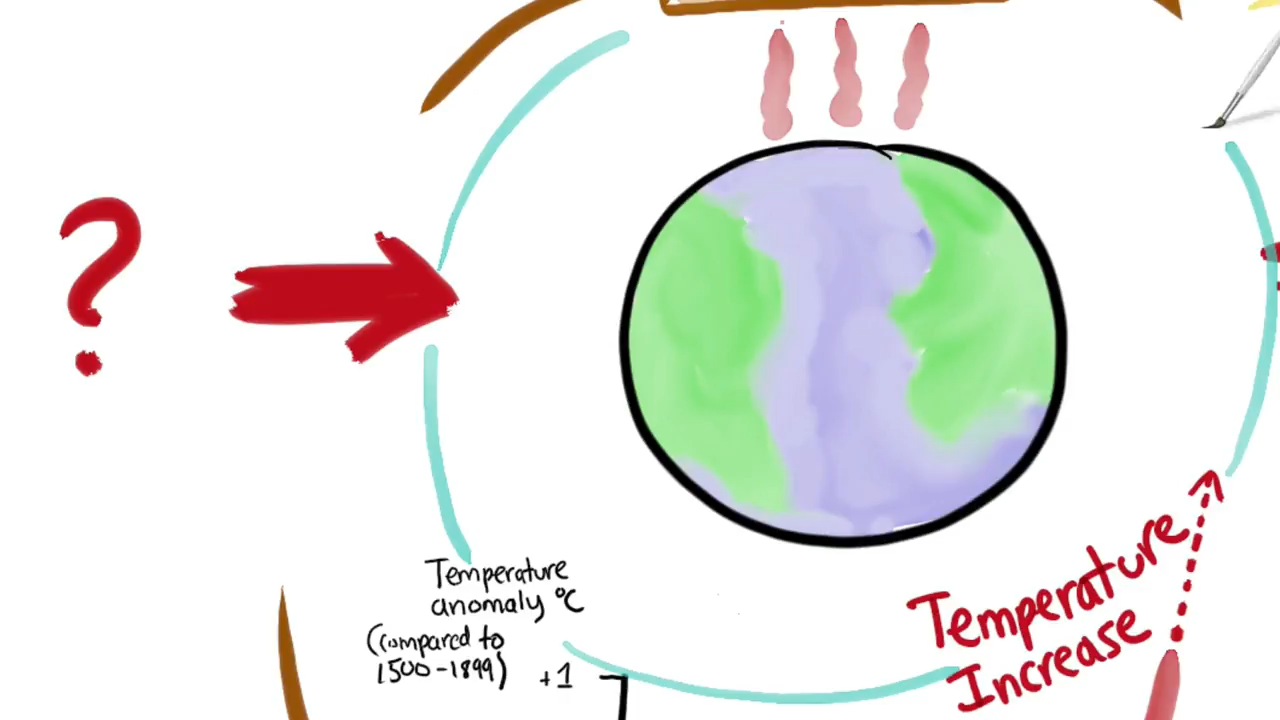 ?
Temperature
anomaly °C
(compared to
1500-1899)
+1
Temperature
Increase